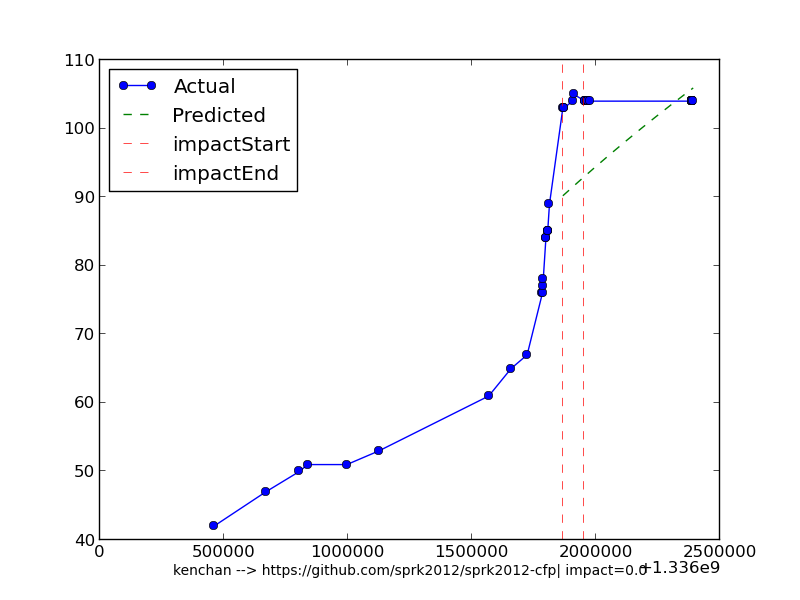 110
100
90
80
70
60
50
40
Actual
Predicted
impactStart
impactEnd
0 500000 1000000 1500000 2000000 2500000
+1.336e9
kenchan --> https://github.com/sprk2012/sprk2012-cfp| impact=0.0